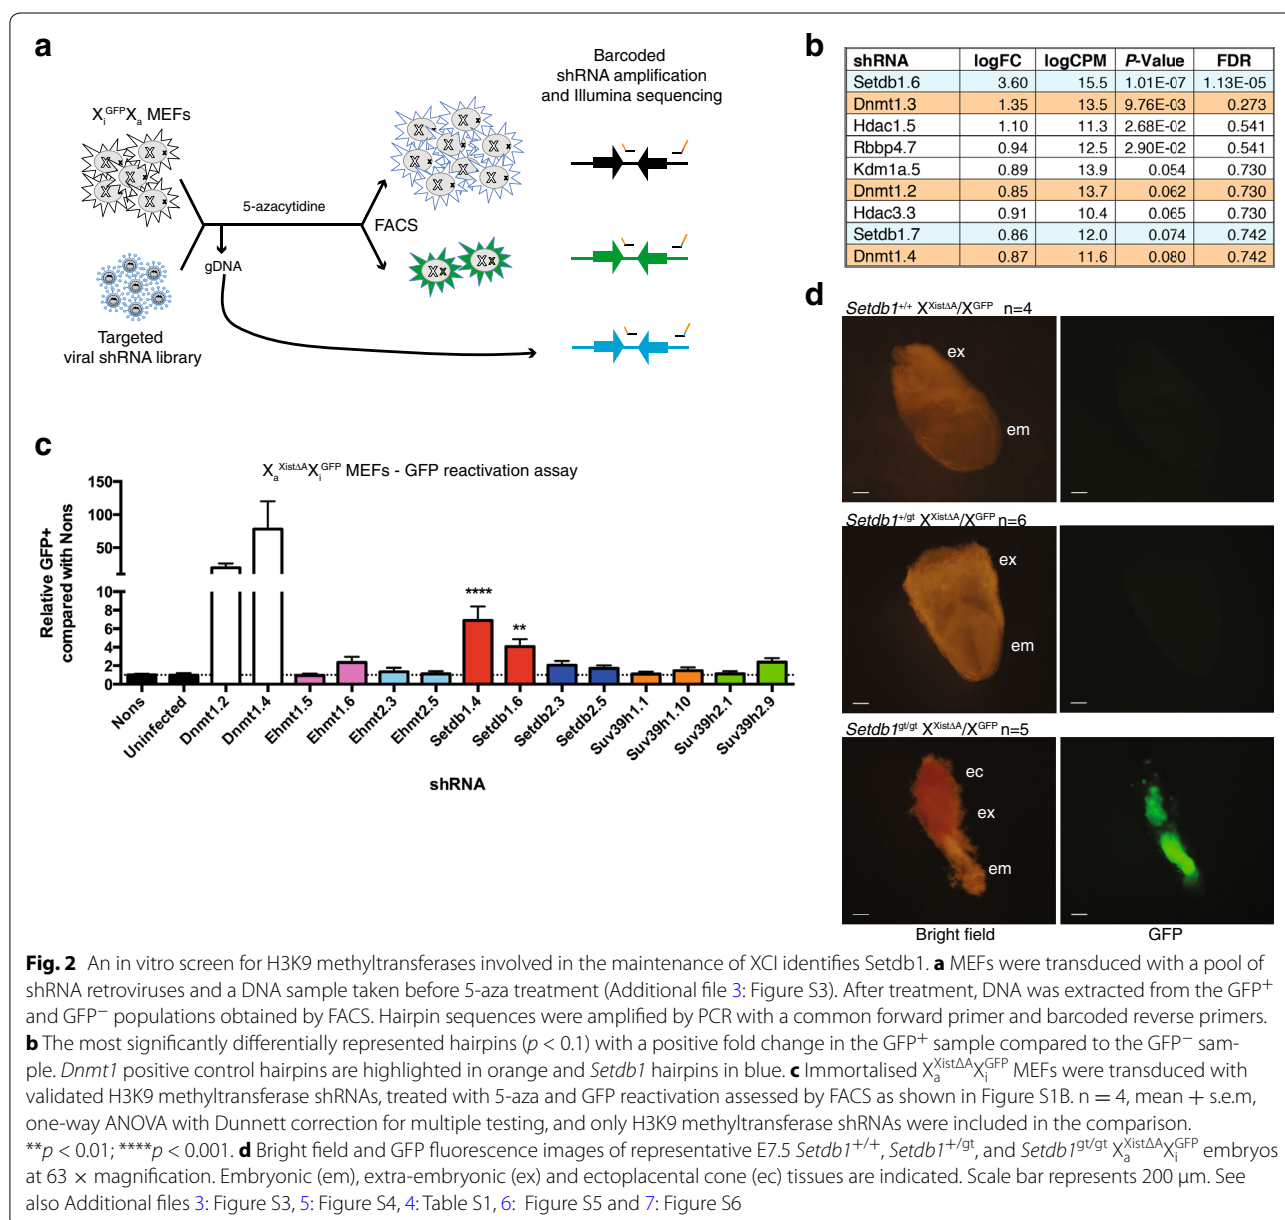 a
X_i^GFP X_a MEFs
Targeted
viral shRNA library
5-azacytidine
gDNA
FACS
Barcoded
shRNA amplification
and Illumina sequencing
b
shRNA logFC logCPM P-Value FDR
Setdb1.6 3.60 15.5 1.01E-07 1.13E-05
Dnmt1.3 1.35 13.5 9.76E-03 0.273
Hdac1.5 1.10 11.3 2.68E-02 0.541
Rbbp4.7 0.94 12.5 2.90E-02 0.541
Kdm1a.5 0.89 13.9 0.054 0.730
Dnmt1.2 0.85 13.7 0.062 0.730
Hdac3.3 0.91 10.4 0.065 0.730
Setdb1.7 0.86 12.0 0.074 0.742
Dnmt1.4 0.87 11.6 0.080 0.742
c
X_a^XistΔA X_i^GFP MEFs - GFP reactivation assay
Relative GFP+
compared with Nons
150
100
50
10
8
6
4
2
0
****
**
Nons
Uninfected
Dnmt1.2
Dnmt1.4
Ehmt1.5
Ehmt1.6
Ehmt2.3
Ehmt2.5
Setdb1.4
Setdb1.6
Setdb2.3
Setdb2.5
Suv39h1.1
Suv39h1.10
Suv39h2.1
Suv39h2.9
shRNA
d
Setdb1^+/+ X^XistΔA/X^GFP n=4
ex
em
Setdb1^+/gt X^XistΔA/X^GFP n=6
ex
em
Setdb1^gt/gt X^XistΔA/X^GFP n=5
ec
ex
em
Bright field
GFP
Fig. 2 An in vitro screen for H3K9 methyltransferases involved in the maintenance of XCI identifies Setdb1. a MEFs were transduced with a pool of
shRNA retroviruses and a DNA sample taken before 5-aza treatment (Additional file 3: Figure S3). After treatment, DNA was extracted from the GFP⁺
and GFP⁻ populations obtained by FACS. Hairpin sequences were amplified by PCR with a common forward primer and barcoded reverse primers.
b The most significantly differentially represented hairpins (p < 0.1) with a positive fold change in the GFP⁺ sample compared to the GFP⁻ sam-
ple. Dnmt1 positive control hairpins are highlighted in orange and Setdb1 hairpins in blue. c Immortalised X_a^XistΔA X_i^GFP MEFs were transduced with
validated H3K9 methyltransferase shRNAs, treated with 5-aza and GFP reactivation assessed by FACS as shown in Figure S1B. n = 4, mean + s.e.m,
one-way ANOVA with Dunnett correction for multiple testing, and only H3K9 methyltransferase shRNAs were included in the comparison.
**p < 0.01; ****p < 0.001. d Bright field and GFP fluorescence images of representative E7.5 Setdb1^+/+, Setdb1^+/gt, and Setdb1^gt/gt X_a^XistΔA X_i^GFP embryos
at 63 × magnification. Embryonic (em), extra-embryonic (ex) and ectoplacental cone (ec) tissues are indicated. Scale bar represents 200 μm. See
also Additional files 3: Figure S3, 5: Figure S4, 4: Table S1, 6: Figure S5 and 7: Figure S6